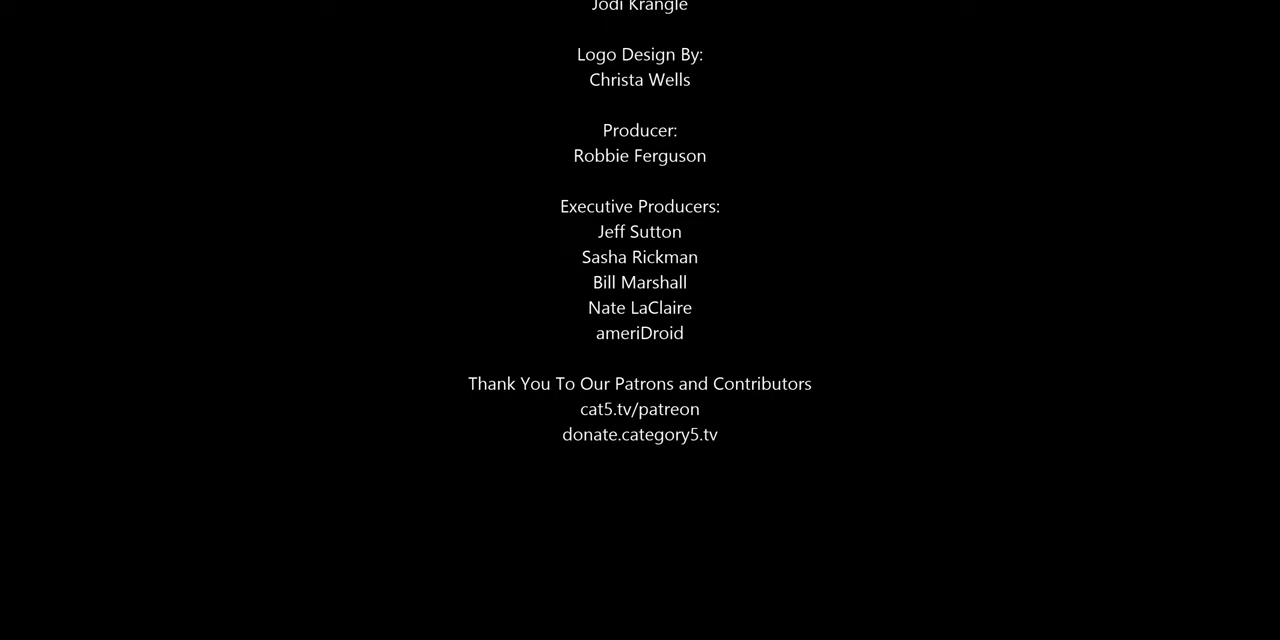 Jodi Krangle
Logo Design By:
Christa Wells
Producer:
Robbie Ferguson
Executive Producers:
Jeff Sutton
Sasha Rickman
Bill Marshall
Nate LaClaire
ameriDroid
Thank You To Our Patrons and Contributors
cat5.tv/patreon
donate.category5.tv